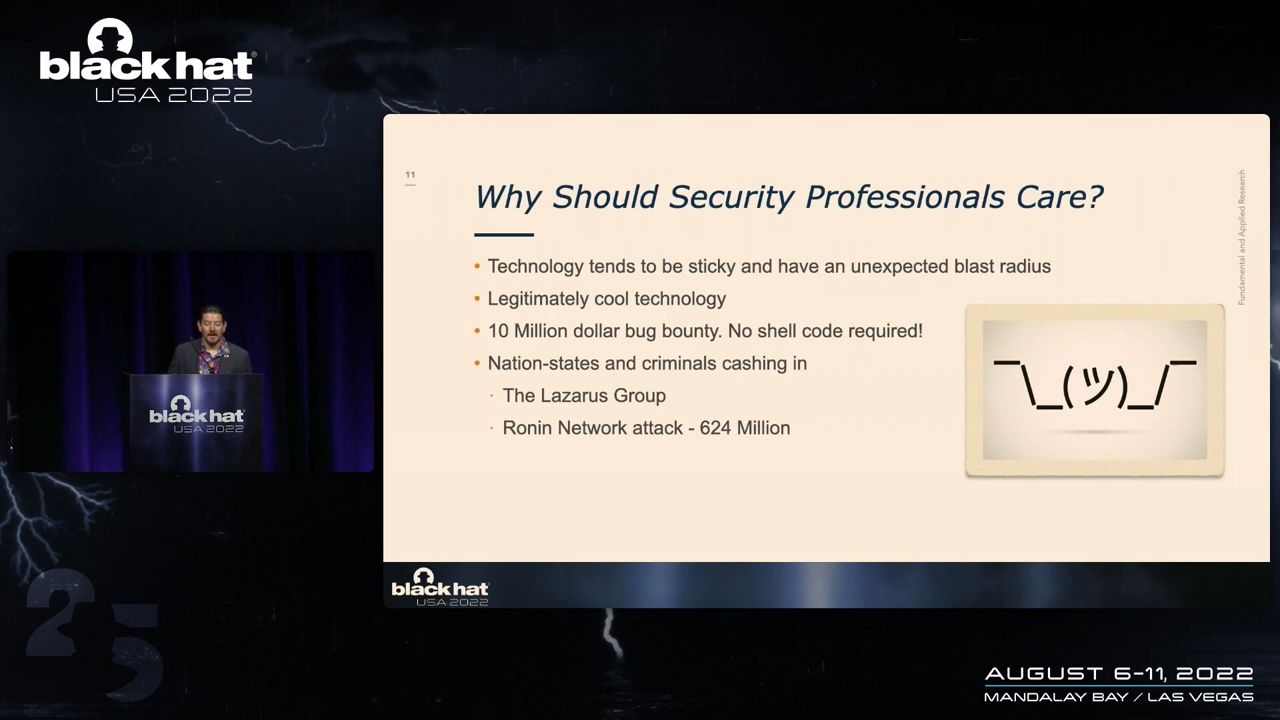 black hat®
USA 2022
11
Why Should Security Professionals Care?
Fundamental and Applied Research
• Technology tends to be sticky and have an unexpected blast radius
• Legitimately cool technology
• 10 Million dollar bug bounty. No shell code required!
• Nation-states and criminals cashing in
· The Lazarus Group
· Ronin Network attack - 624 Million
¯\_(ツ)_/¯
black hat
USA 2022
black hat
USA 2022
25
AUGUST 6-11, 2022
MANDALAY BAY / LAS VEGAS